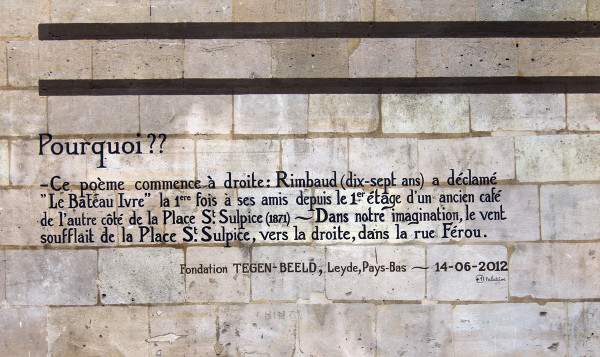 Pourquoi ??
- Ce poème commence à droite: Rimbaud (dix-sept ans) a déclamé
"Le Batéau Ivre" la 1ère fois à ses amis depuis le 1er étage d'un ancien café
de l'autre côté de la Place St Sulpice (1871) ~ Dans notre imagination, le vent
soufflait de la Place St Sulpice, vers la droite, dans la rue Férou.
Fondation TEGEN-BEELD, Leyde, Pays-Bas ~ 14-06-2012